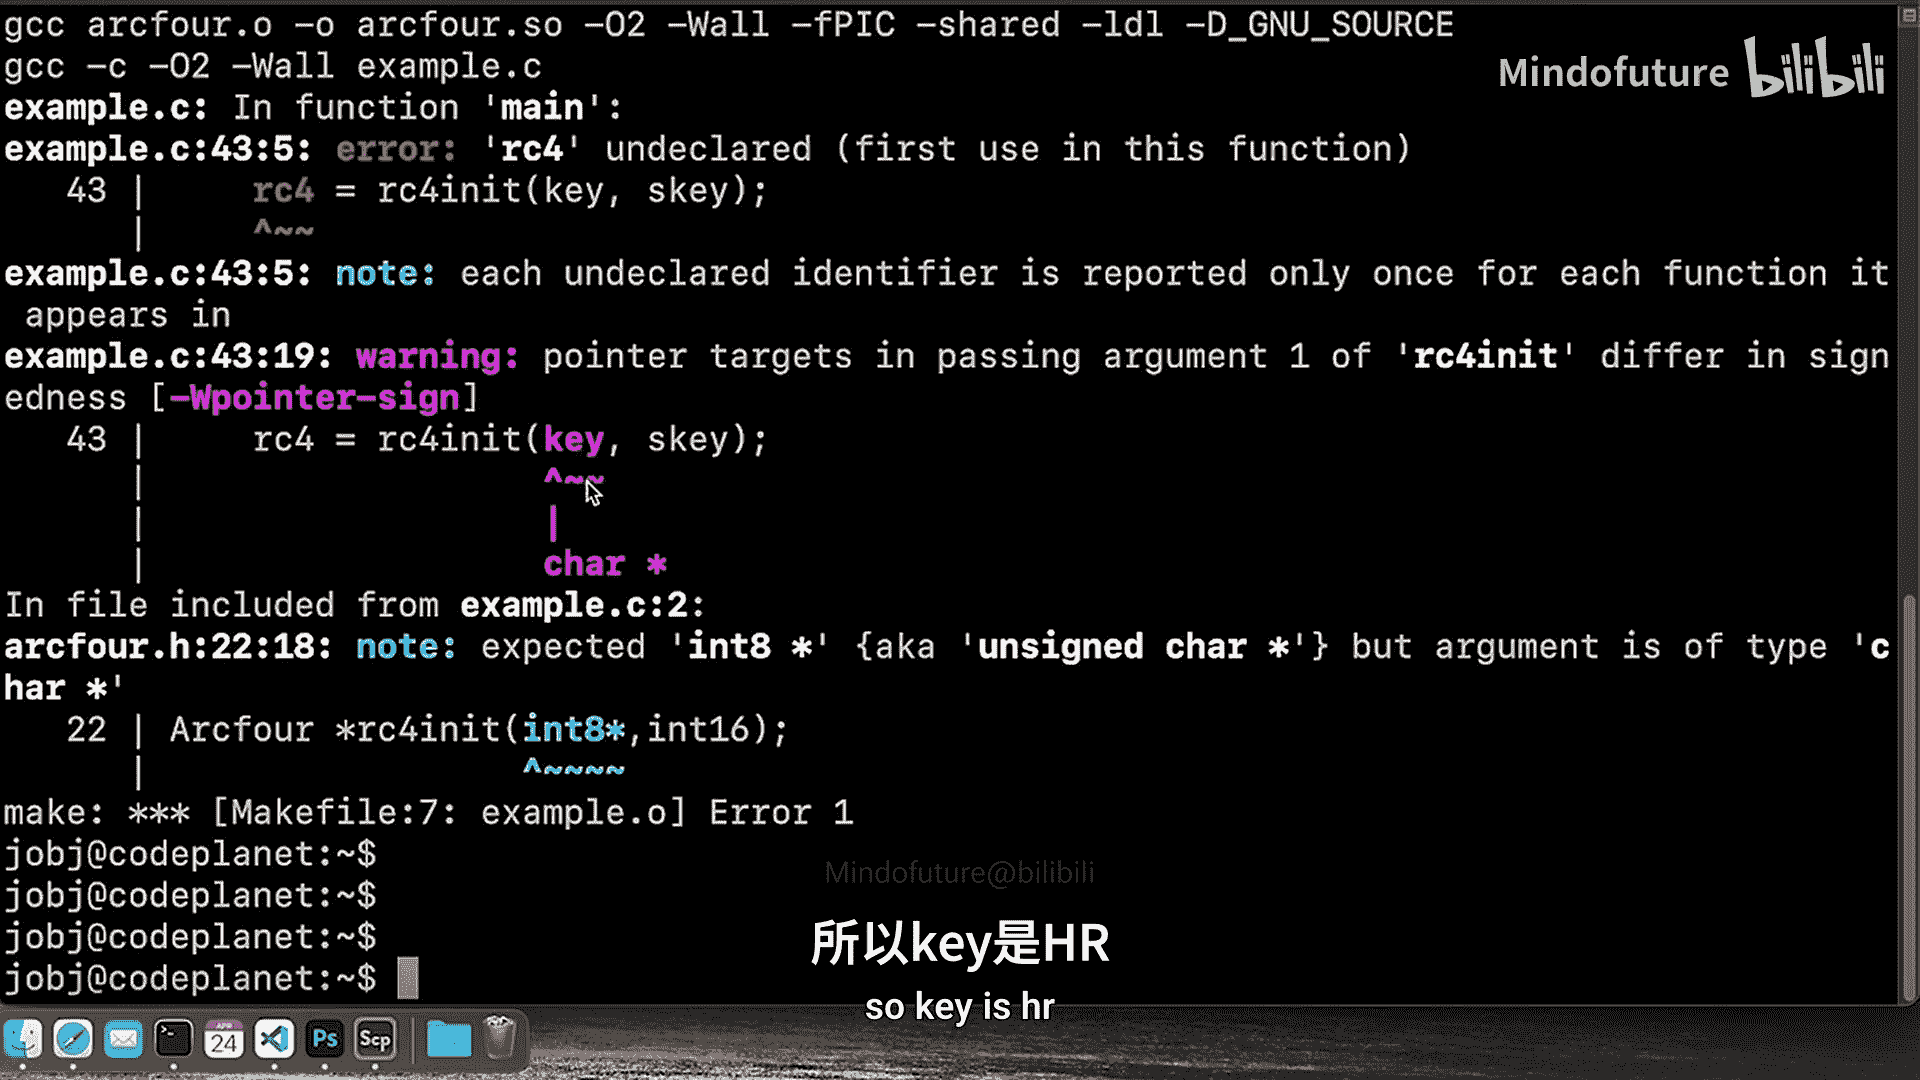 gcc arcfour.o -o arcfour.so -O2 -Wall -fPIC -shared -ldl -D_GNU_SOURCE
Mindofuture bilibili
gcc -c -O2 -Wall example.c
example.c: In function 'main':
example.c:43:5: error: 'rc4' undeclared (first use in this function)
43 | rc4 = rc4init(key, skey);
| ^~~
example.c:43:5: note: each undeclared identifier is reported only once for each function it
appears in
example.c:43:19: warning: pointer targets in passing argument 1 of 'rc4init' differ in sign
edness [-Wpointer-sign]
43 | rc4 = rc4init(key, skey);
| ^~~
| |
| char *
In file included from example.c:2:
arcfour.h:22:18: note: expected 'int8 *' {aka 'unsigned char *'} but argument is of type 'c
har *'
22 | Arcfour *rc4init(int8*,int16);
| ^~~~~
make: *** [Makefile:7: example.o] Error 1
jobj@codeplanet:~$
jobj@codeplanet:~$
jobj@codeplanet:~$
jobj@codeplanet:~$
Mindofuture@bilibili
所以key是HR
so key is hr
APR
24
Ps
Scp